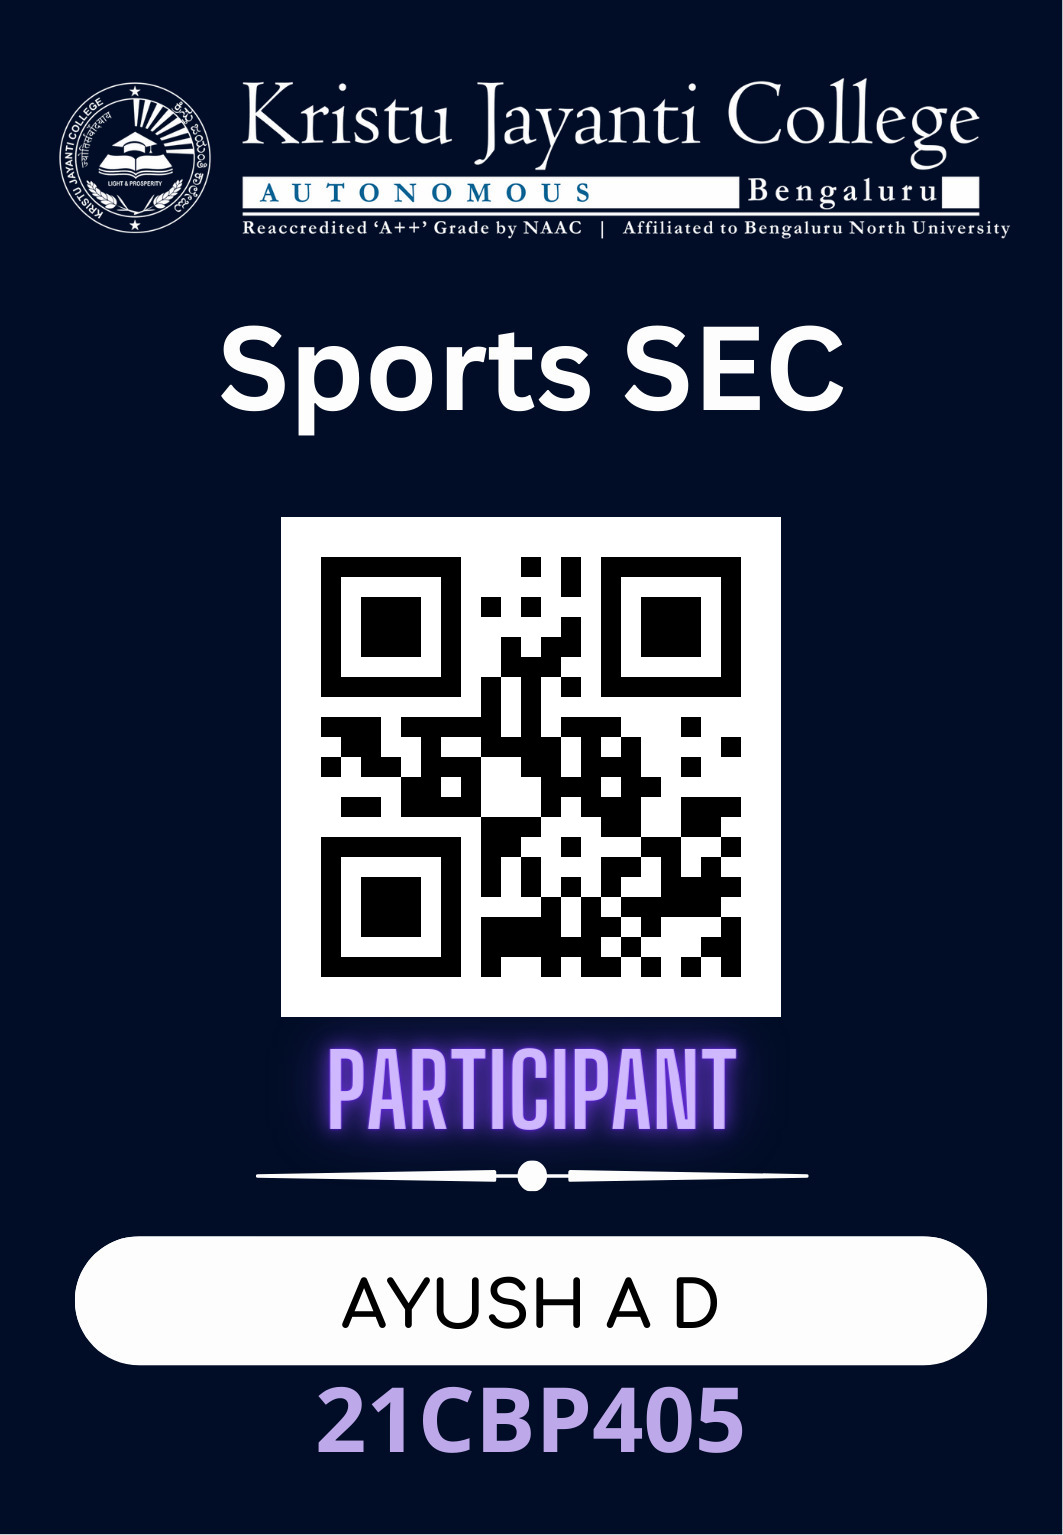 KRISTU JAYANTI COLLEGE
ज्योतिसंवादयाय
LIGHT & PROSPERITY
Kristu Jayanti College
AUTONOMOUS Bengaluru
Reaccredited ‘A++’ Grade by NAAC | Affiliated to Bengaluru North University
Sports SEC
PARTICIPANT
AYUSH A D
21CBP405